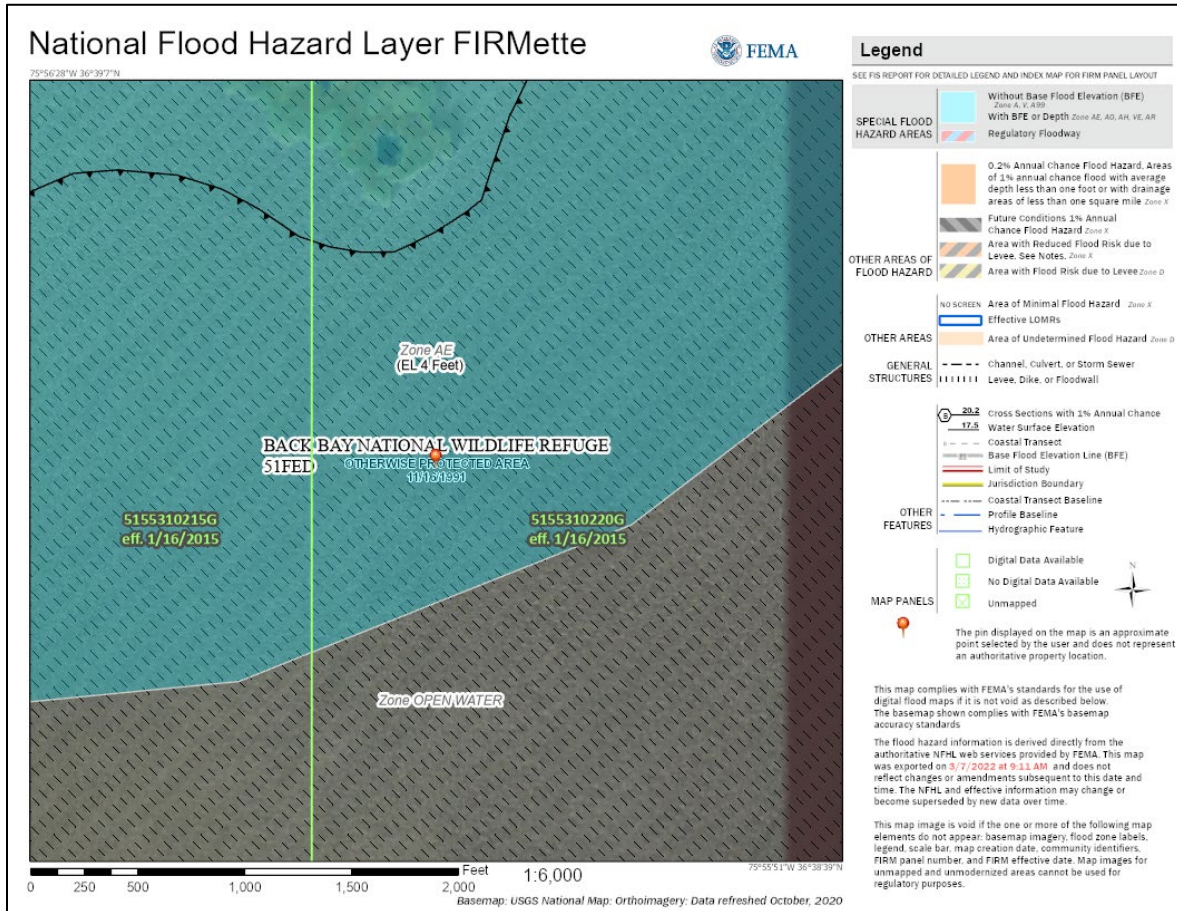 National Flood Hazard Layer FIRMette
FEMA
75°56'28"W 36°39'7"N
Zone AE
(EL 4 Feet)
BACK BAY NATIONAL WILDLIFE REFUGE
51FED
OTHERWISE PROTECTED AREA
11/16/1991
5155310215G
eff. 1/16/2015
5155310220G
eff. 1/16/2015
Zone OPEN WATER
75°55'51"W 36°38'39"N
0 250 500 1,000 1,500 2,000
Feet
1:6,000
Basemap: USGS National Map: Orthoimagery: Data refreshed October, 2020
Legend
SEE FIS REPORT FOR DETAILED LEGEND AND INDEX MAP FOR FIRM PANEL LAYOUT
SPECIAL FLOOD
HAZARD AREAS
Without Base Flood Elevation (BFE)
Zone A, V, A99
With BFE or Depth Zone AE, AO, AH, VE, AR
Regulatory Floodway
0.2% Annual Chance Flood Hazard, Areas
of 1% annual chance flood with average
depth less than one foot or with drainage
areas of less than one square mile Zone X
Future Conditions 1% Annual
Chance Flood Hazard Zone X
Area with Reduced Flood Risk due to
Levee. See Notes. Zone X
Area with Flood Risk due to Levee Zone D
OTHER AREAS OF
FLOOD HAZARD
NO SCREEN Area of Minimal Flood Hazard Zone X
Effective LOMRs
Area of Undetermined Flood Hazard Zone D
OTHER AREAS
GENERAL
STRUCTURES
Channel, Culvert, or Storm Sewer
Levee, Dike, or Floodwall
B 20.2 Cross Sections with 1% Annual Chance
17.5 Water Surface Elevation
Coastal Transect
Base Flood Elevation Line (BFE)
Limit of Study
Jurisdiction Boundary
Coastal Transect Baseline
Profile Baseline
Hydrographic Feature
OTHER
FEATURES
Digital Data Available
No Digital Data Available
Unmapped
MAP PANELS
N
The pin displayed on the map is an approximate
point selected by the user and does not represent
an authoritative property location.
This map complies with FEMA's standards for the use of
digital flood maps if it is not void as described below.
The basemap shown complies with FEMA's basemap
accuracy standards
The flood hazard information is derived directly from the
authoritative NFHL web services provided by FEMA. This map
was exported on 3/7/2022 at 9:11 AM and does not
reflect changes or amendments subsequent to this date and
time. The NFHL and effective information may change or
become superseded by new data over time.
This map image is void if the one or more of the following map
elements do not appear: basemap imagery, flood zone labels,
legend, scale bar, map creation date, community identifiers,
FIRM panel number, and FIRM effective date. Map images for
unmapped and unmodernized areas cannot be used for
regulatory purposes.